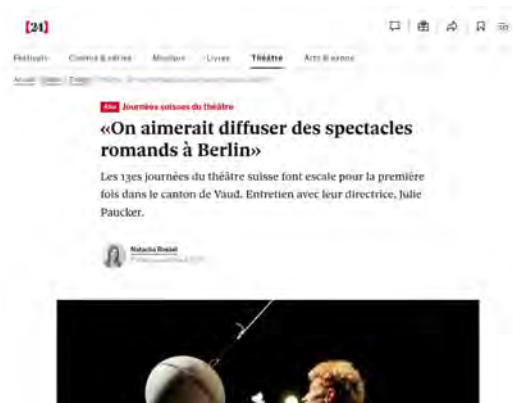 [24]
Festivals Cinéma & séries Musique Livres Théâtre Arts & expos
Abo Journées suisses du théâtre
«On aimerait diffuser des spectacles
romands à Berlin»
Les 13es journées du théâtre suisse font escale pour la première
fois dans le canton de Vaud. Entretien avec leur directrice, Julie
Paucker.
Natacha Rossel